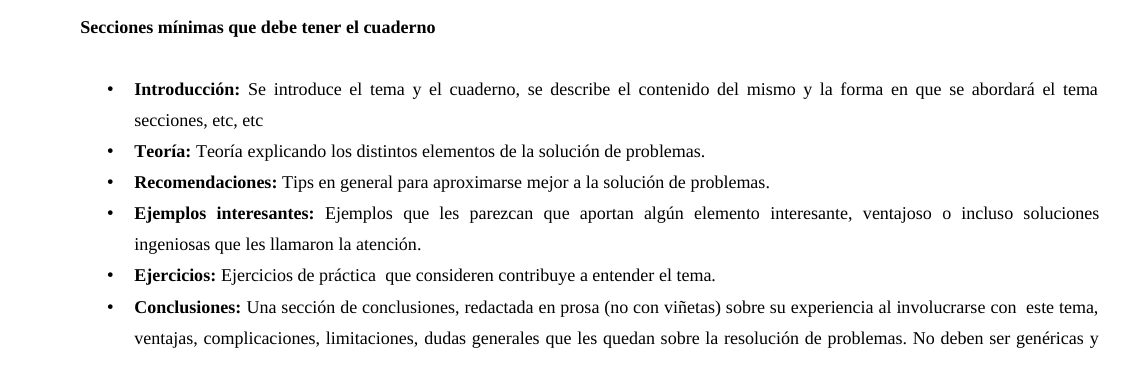 Secciones mínimas que debe tener el cuaderno
• Introducción: Se introduce el tema y el cuaderno, se describe el contenido del mismo y la forma en que se abordará el tema
secciones, etc, etc
• Teoría: Teoría explicando los distintos elementos de la solución de problemas.
• Recomendaciones: Tips en general para aproximarse mejor a la solución de problemas.
• Ejemplos interesantes: Ejemplos que les parezcan que aportan algún elemento interesante, ventajoso o incluso soluciones
ingeniosas que les llamaron la atención.
• Ejercicios: Ejercicios de práctica  que consideren contribuye a entender el tema.
• Conclusiones: Una sección de conclusiones, redactada en prosa (no con viñetas) sobre su experiencia al involucrarse con  este tema,
ventajas, complicaciones, limitaciones, dudas generales que les quedan sobre la resolución de problemas. No deben ser genéricas y